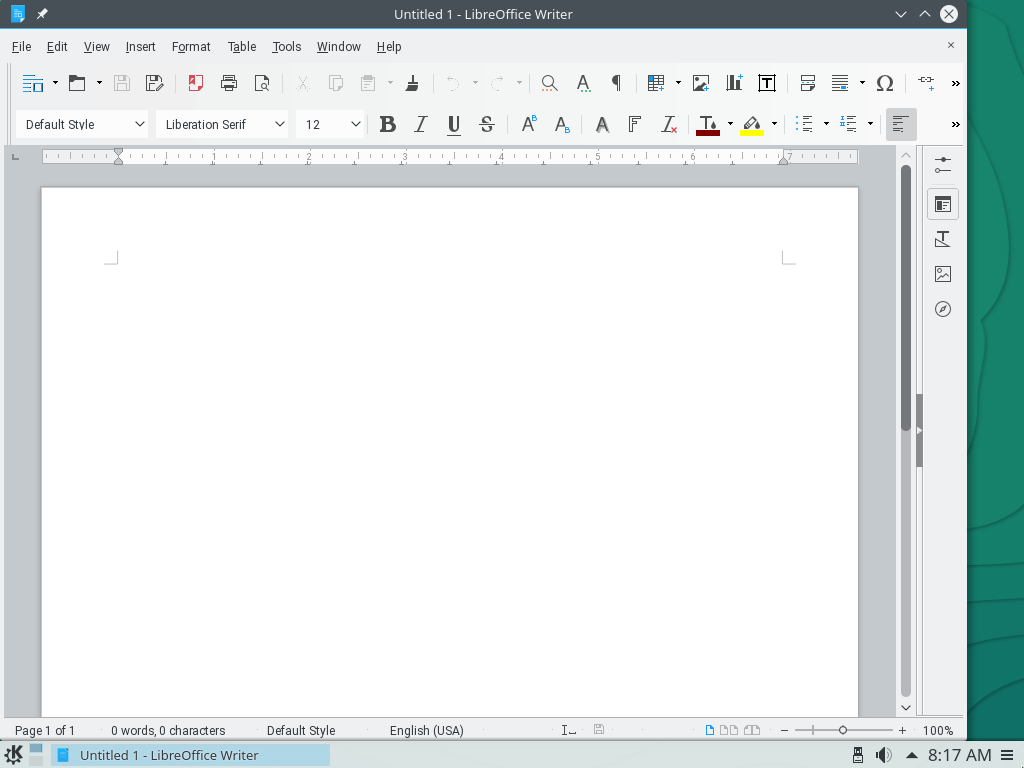 Untitled 1 - LibreOffice Writer
File Edit View Insert Format Table Tools Window Help
Default Style Liberation Serif 12
1 2 3 4 5 6 7
Page 1 of 1 0 words, 0 characters Default Style English (USA) 100%
Untitled 1 - LibreOffice Writer 8:17 AM